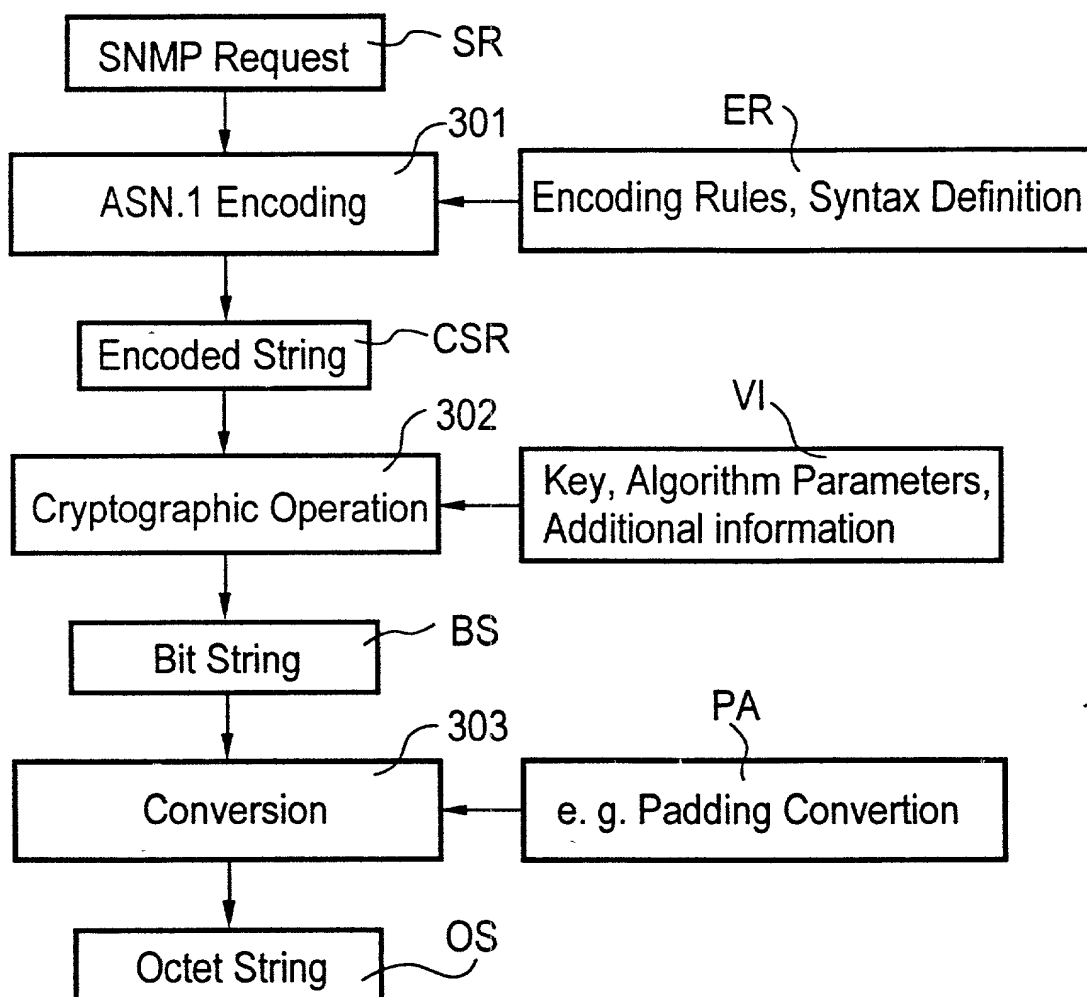 SNMP Request
SR
301
ER
ASN.1 Encoding
Encoding Rules, Syntax Definition
Encoded String
CSR
302
VI
Cryptographic Operation
Key, Algorithm Parameters,
Additional information
Bit String
BS
303
PA
Conversion
e. g. Padding Convertion
Octet String
OS